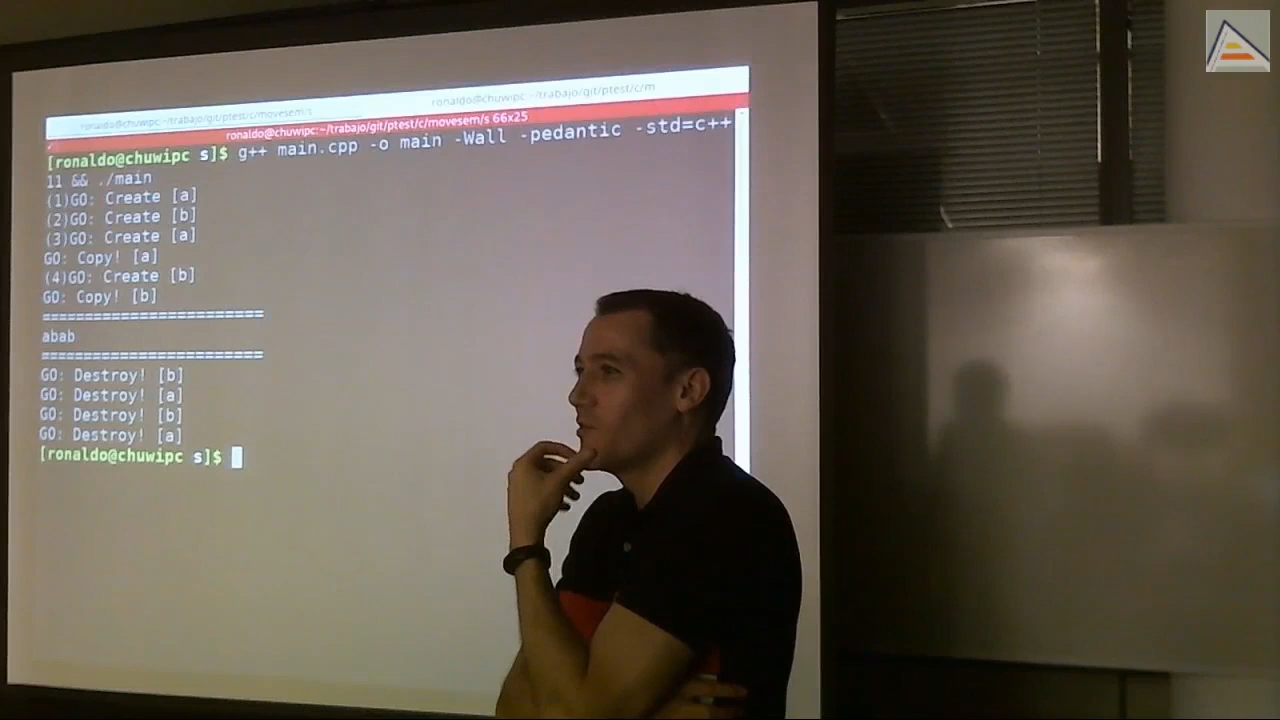 ronaldo@chuwipc:~/trabajo/git/ptest/c/movesem/s
ronaldo@chuwipc:~/trabajo/git/ptest/c/m
ronaldo@chuwipc:~/trabajo/git/ptest/c/movesem/s 66x25
[ronaldo@chuwipc s]$ g++ main.cpp -o main -Wall -pedantic -std=c++
11 && ./main
(1)GO: Create [a]
(2)GO: Create [b]
(3)GO: Create [a]
GO: Copy! [a]
(4)GO: Create [b]
GO: Copy! [b]
=======================
abab
=======================
GO: Destroy! [b]
GO: Destroy! [a]
GO: Destroy! [b]
GO: Destroy! [a]
[ronaldo@chuwipc s]$